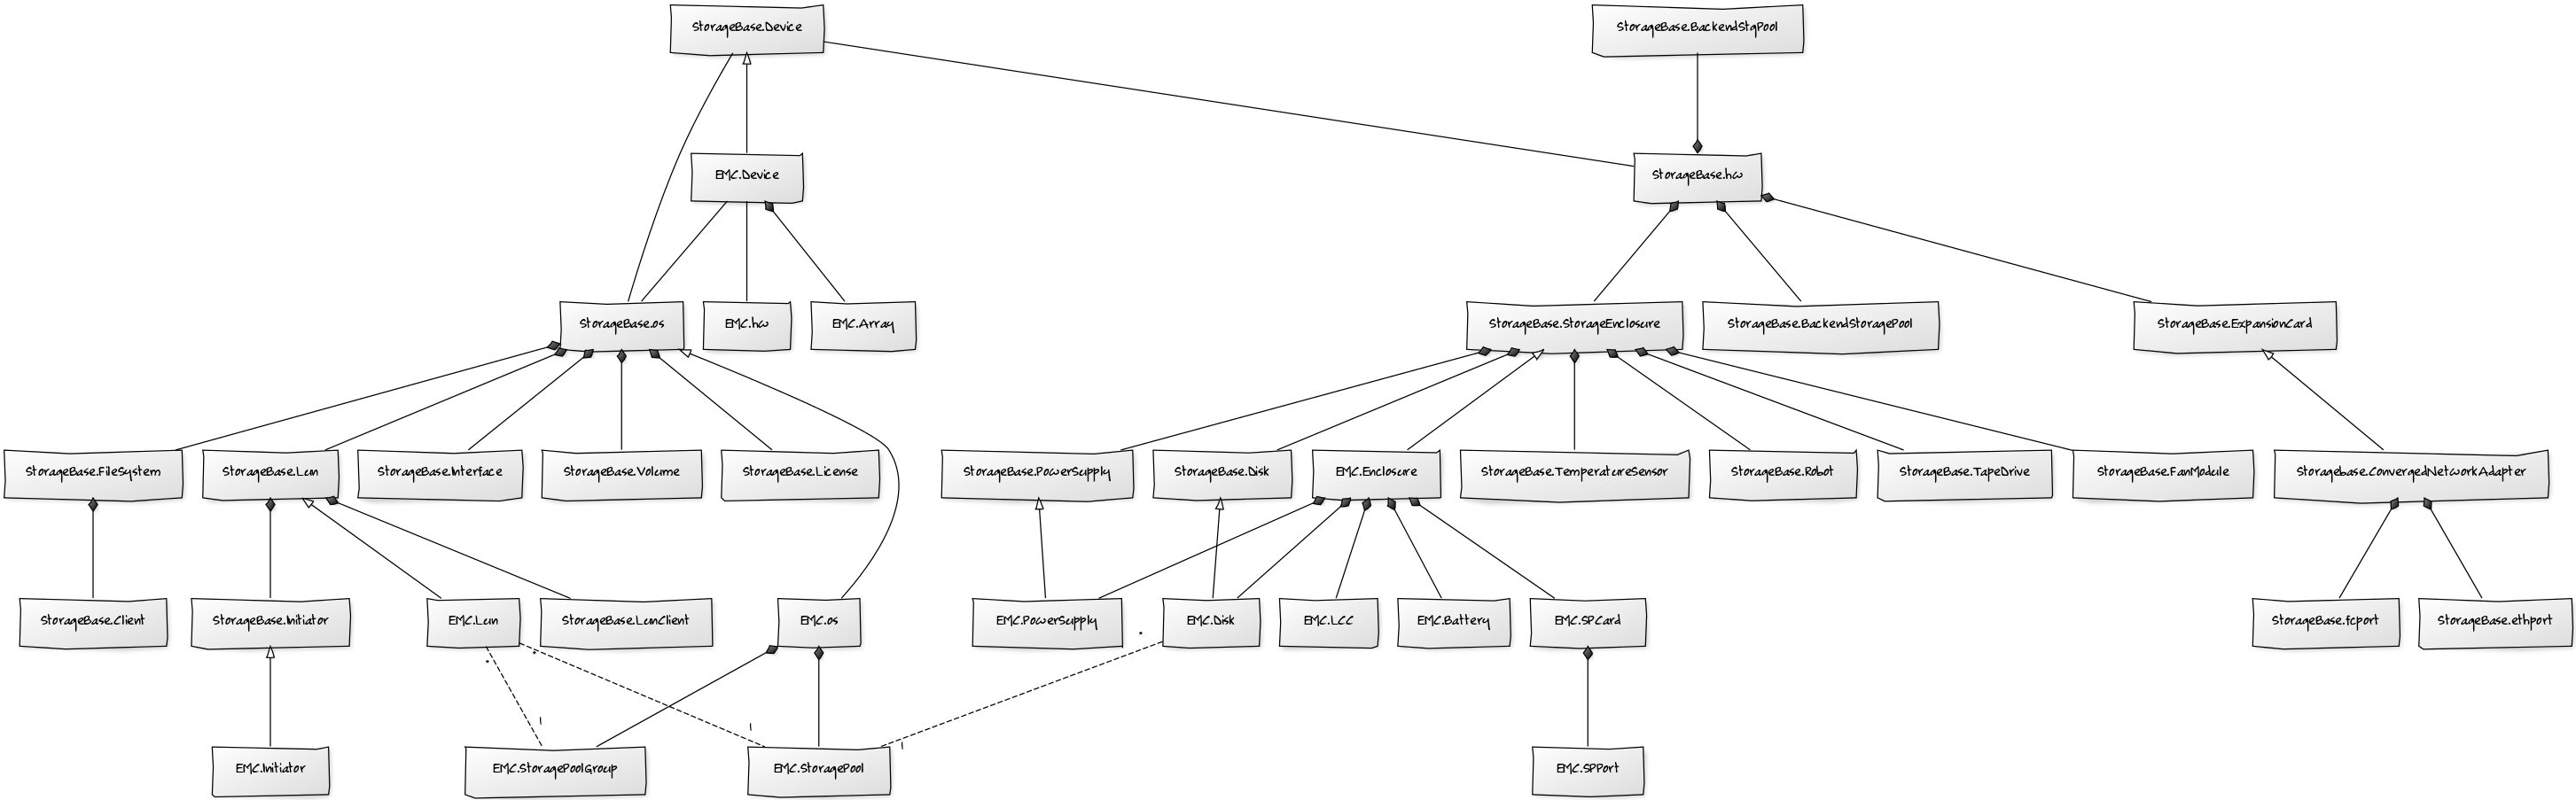 StorageBase.Device
StorageBase.BackendStgPool
EMC.Device
StorageBase.hw
StorageBase.os
EMC.hw
EMC.Array
StorageBase.StorageEnclosure
StorageBase.BackendStoragePool
StorageBase.ExpansionCard
StorageBase.FileSystem
StorageBase.Lun
StorageBase.Interface
StorageBase.Volume
StorageBase.License
StorageBase.PowerSupply
StorageBase.Disk
EMC.Enclosure
StorageBase.TemperatureSensor
StorageBase.Robot
StorageBase.TapeDrive
StorageBase.FanModule
Storagebase.ConvergedNetworkAdapter
StorageBase.Client
StorageBase.Initiator
EMC.Lun
StorageBase.LunClient
EMC.os
EMC.PowerSupply
EMC.Disk
EMC.LCC
EMC.Battery
EMC.SPCard
StorageBase.fcport
StorageBase.ethport
*
*
*
1
1
1
EMC.Initiator
EMC.StoragePoolGroup
EMC.StoragePool
EMC.SPPort